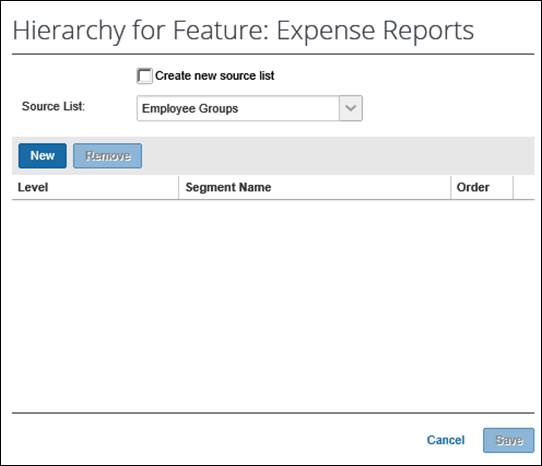 Hierarchy for Feature: Expense Reports
Create new source list
Source List: Employee Groups
New Remove
Level Segment Name Order
Cancel Save